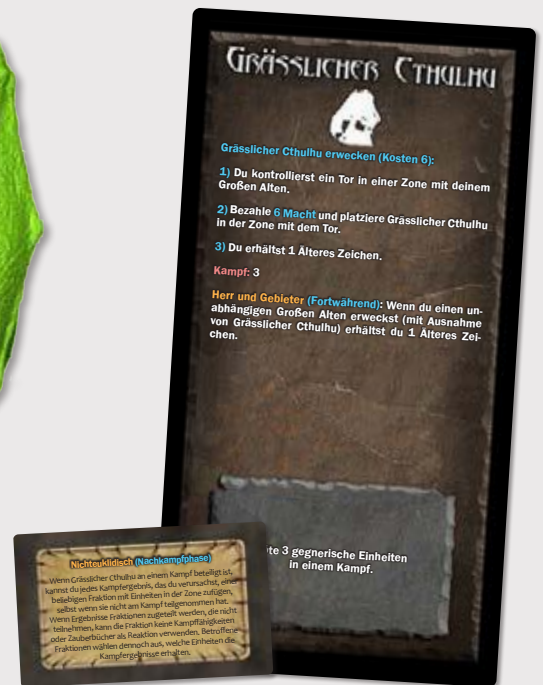 Grässlicher Cthulhu
Grässlicher Cthulhu erwecken (Kosten 6):
1) Du kontrollierst ein Tor in einer Zone mit deinem
Großen Alten.
2) Bezahle 6 Macht und platziere Grässlicher Cthulhu
in der Zone mit dem Tor.
3) Du erhältst 1 Älteres Zeichen.
Kampf: 3
Herr und Gebieter (Fortwährend): Wenn du einen un-
abhängigen Großen Alten erweckst (mit Ausnahme
von Grässlicher Cthulhu) erhältst du 1 Älteres Zei-
chen.
te 3 gegnerische Einheiten
in einem Kampf.
Nichteuklidisch (Nachkampfphase)
Wenn Grässlicher Cthulhu an einem Kampf beteiligt ist,
kannst du jedes Kampfergebnis, das du verursachst, einer
beliebigen Fraktion mit Einheiten in der Zone zufügen,
selbst wenn sie nicht am Kampf teilgenommen hat.
Wenn Ergebnisse Fraktionen zugeteilt werden, die nicht
teilnehmen, kann die Fraktion keine Kampffähigkeiten
oder Zauberbücher als Reaktion verwenden. Betroffene
Fraktionen wählen dennoch aus, welche Einheiten die
Kampfergebnisse erhalten.